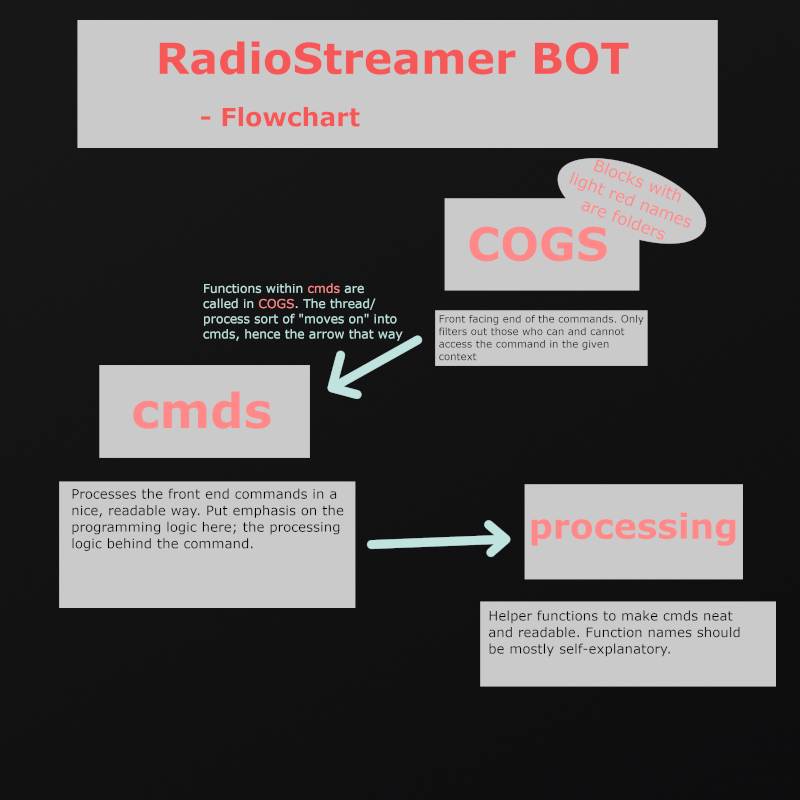 RadioStreamer BOT
- Flowchart
Blocks with
light red names
are folders
COGS
Functions within cmds are
called in COGS. The thread/
process sort of "moves on" into
cmds, hence the arrow that way
Front facing end of the commands. Only
filters out those who can and cannot
access the command in the given
context
cmds
Processes the front end commands in a
nice, readable way. Put emphasis on the
programming logic here; the processing
logic behind the command.
processing
Helper functions to make cmds neat
and readable. Function names should
be mostly self-explanatory.